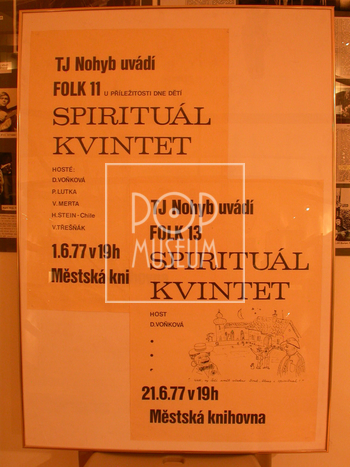 TJ Nohyb uvádí
FOLK 11 U PŘÍLEŽITOSTI DNE DĚTÍ
SPIRITUÁL
KVINTET
HOSTÉ:
D.VOŇKOVÁ
P.LUTKA
V.MERTA
H.STEIN-Chile
V.TŘEŠŇÁK
1.6.77 v 19h
Městská kni
POP
MUSEUM
TJ Nohyb uvádí
FOLK 13
SPIRITUÁL
KVINTET
HOST
D.VOŇKOVÁ
21.6.77 v 19h
Městská knihovna